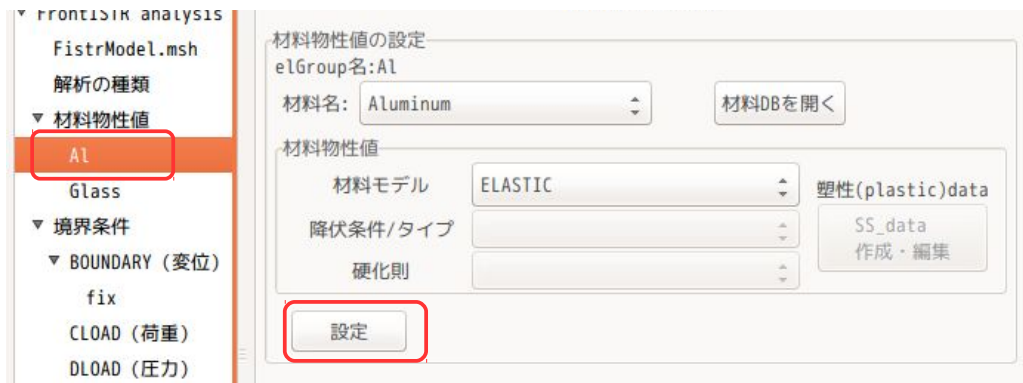 FrontISTR analysis
FistrModel.msh
解析の種類
材料物性値
Al
Glass
境界条件
BOUNDARY (変位)
fix
CLOAD (荷重)
DLOAD (圧力)
材料物性値の設定
elGroup名:Al
材料名: Aluminum 材料DBを開く
材料物性値
材料モデル ELASTIC 塑性(plastic)data
降伏条件/タイプ SS_data
作成・編集
硬化則
設定